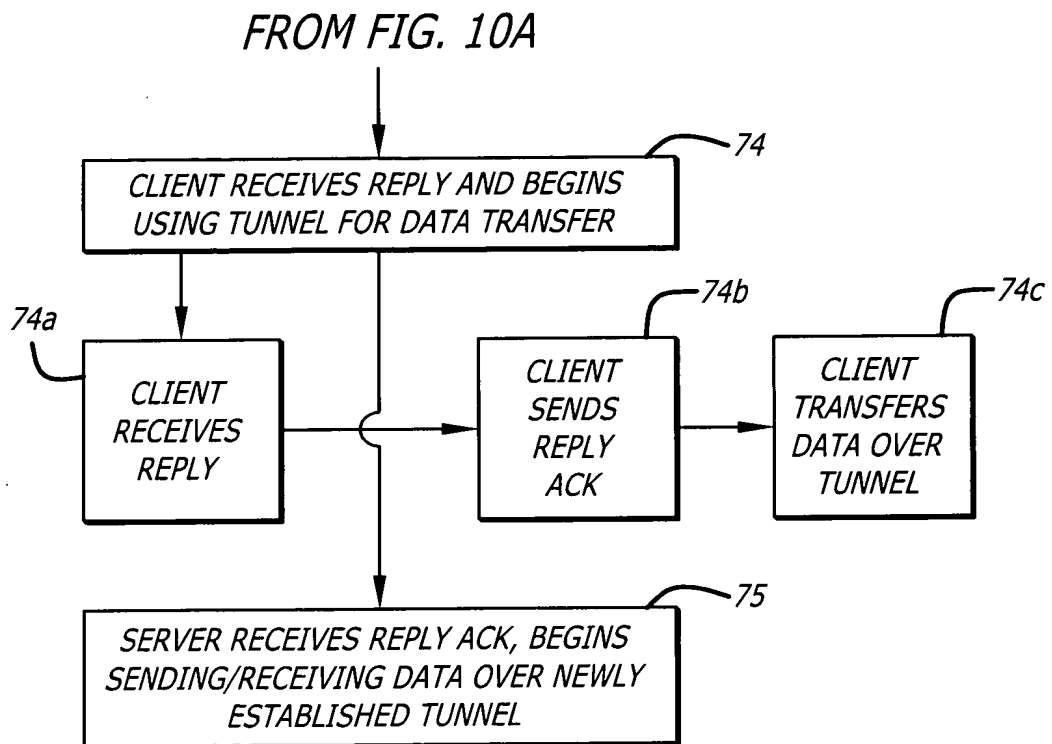 FROM FIG. 10A
74
CLIENT RECEIVES REPLY AND BEGINS
USING TUNNEL FOR DATA TRANSFER
74a
CLIENT
RECEIVES
REPLY
74b
CLIENT
SENDS
REPLY
ACK
74c
CLIENT
TRANSFERS
DATA OVER
TUNNEL
75
SERVER RECEIVES REPLY ACK, BEGINS
SENDING/RECEIVING DATA OVER NEWLY
ESTABLISHED TUNNEL